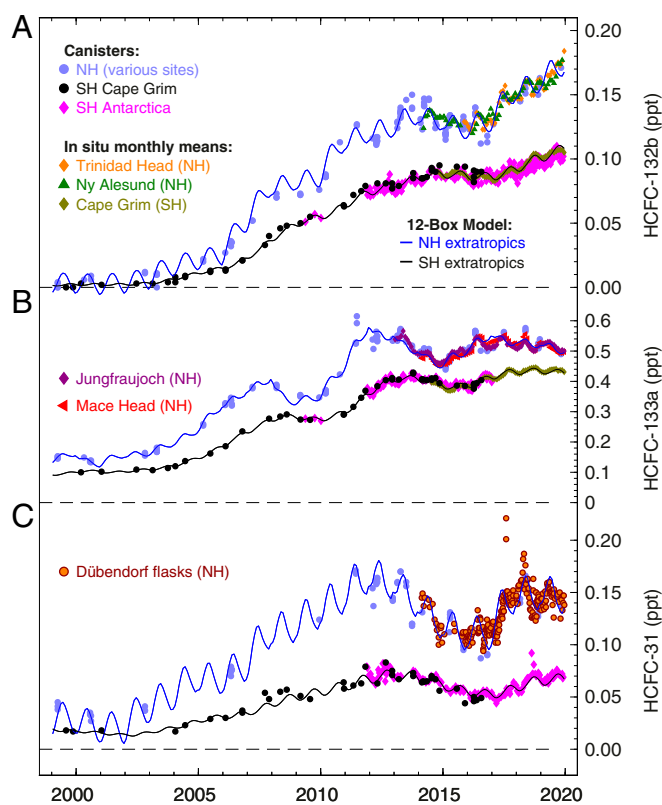 A
Canisters:
NH (various sites)
SH Cape Grim
SH Antarctica
In situ monthly means:
Trinidad Head (NH)
Ny Alesund (NH)
Cape Grim (SH)
12-Box Model:
NH extratropics
SH extratropics
0.20
0.15
0.10
0.05
0.00
HCFC-132b (ppt)
B
Jungfraujoch (NH)
Mace Head (NH)
0.6
0.5
0.4
0.3
0.2
0.1
0
HCFC-133a (ppt)
C
Dübendorf flasks (NH)
0.20
0.15
0.10
0.05
0.00
HCFC-31 (ppt)
2000 2005 2010 2015 2020